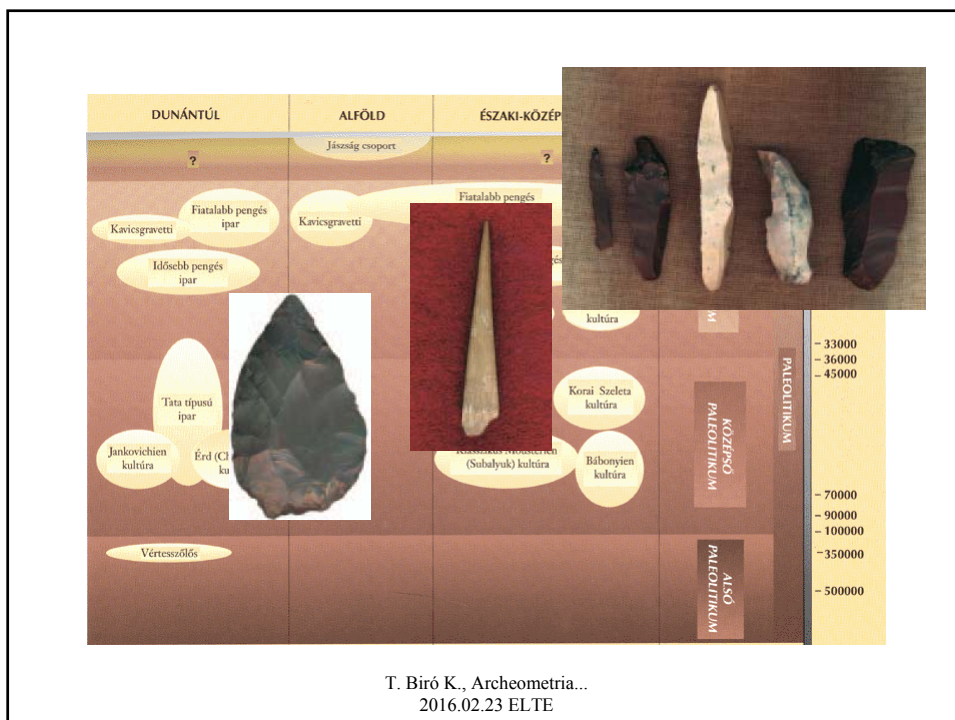 DUNÁNTÚL
ALFÖLD
ÉSZAKI-KÖZÉP
?
Jászság csoport
?
Fiatalabb pengés
ipar
Kavicsgravetti
Kavicsgravetti
Fiatalabb pengés
Idősebb pengés
ipar
kultúra
33000
36000
45000
PALEOLITIKUM
Tata típusú
ipar
Korai Szeleta
kultúra
KÖZÉPSŐ
PALEOLITIKUM
Jankovichien
kultúra
Érd
(Subalyuk) kultúra
Bábonyien
kultúra
70000
90000
100000
Vértesszőlős
350000
ALSÓ
PALEOLITIKUM
500000
T. Biró K., Archeometria...
2016.02.23 ELTE